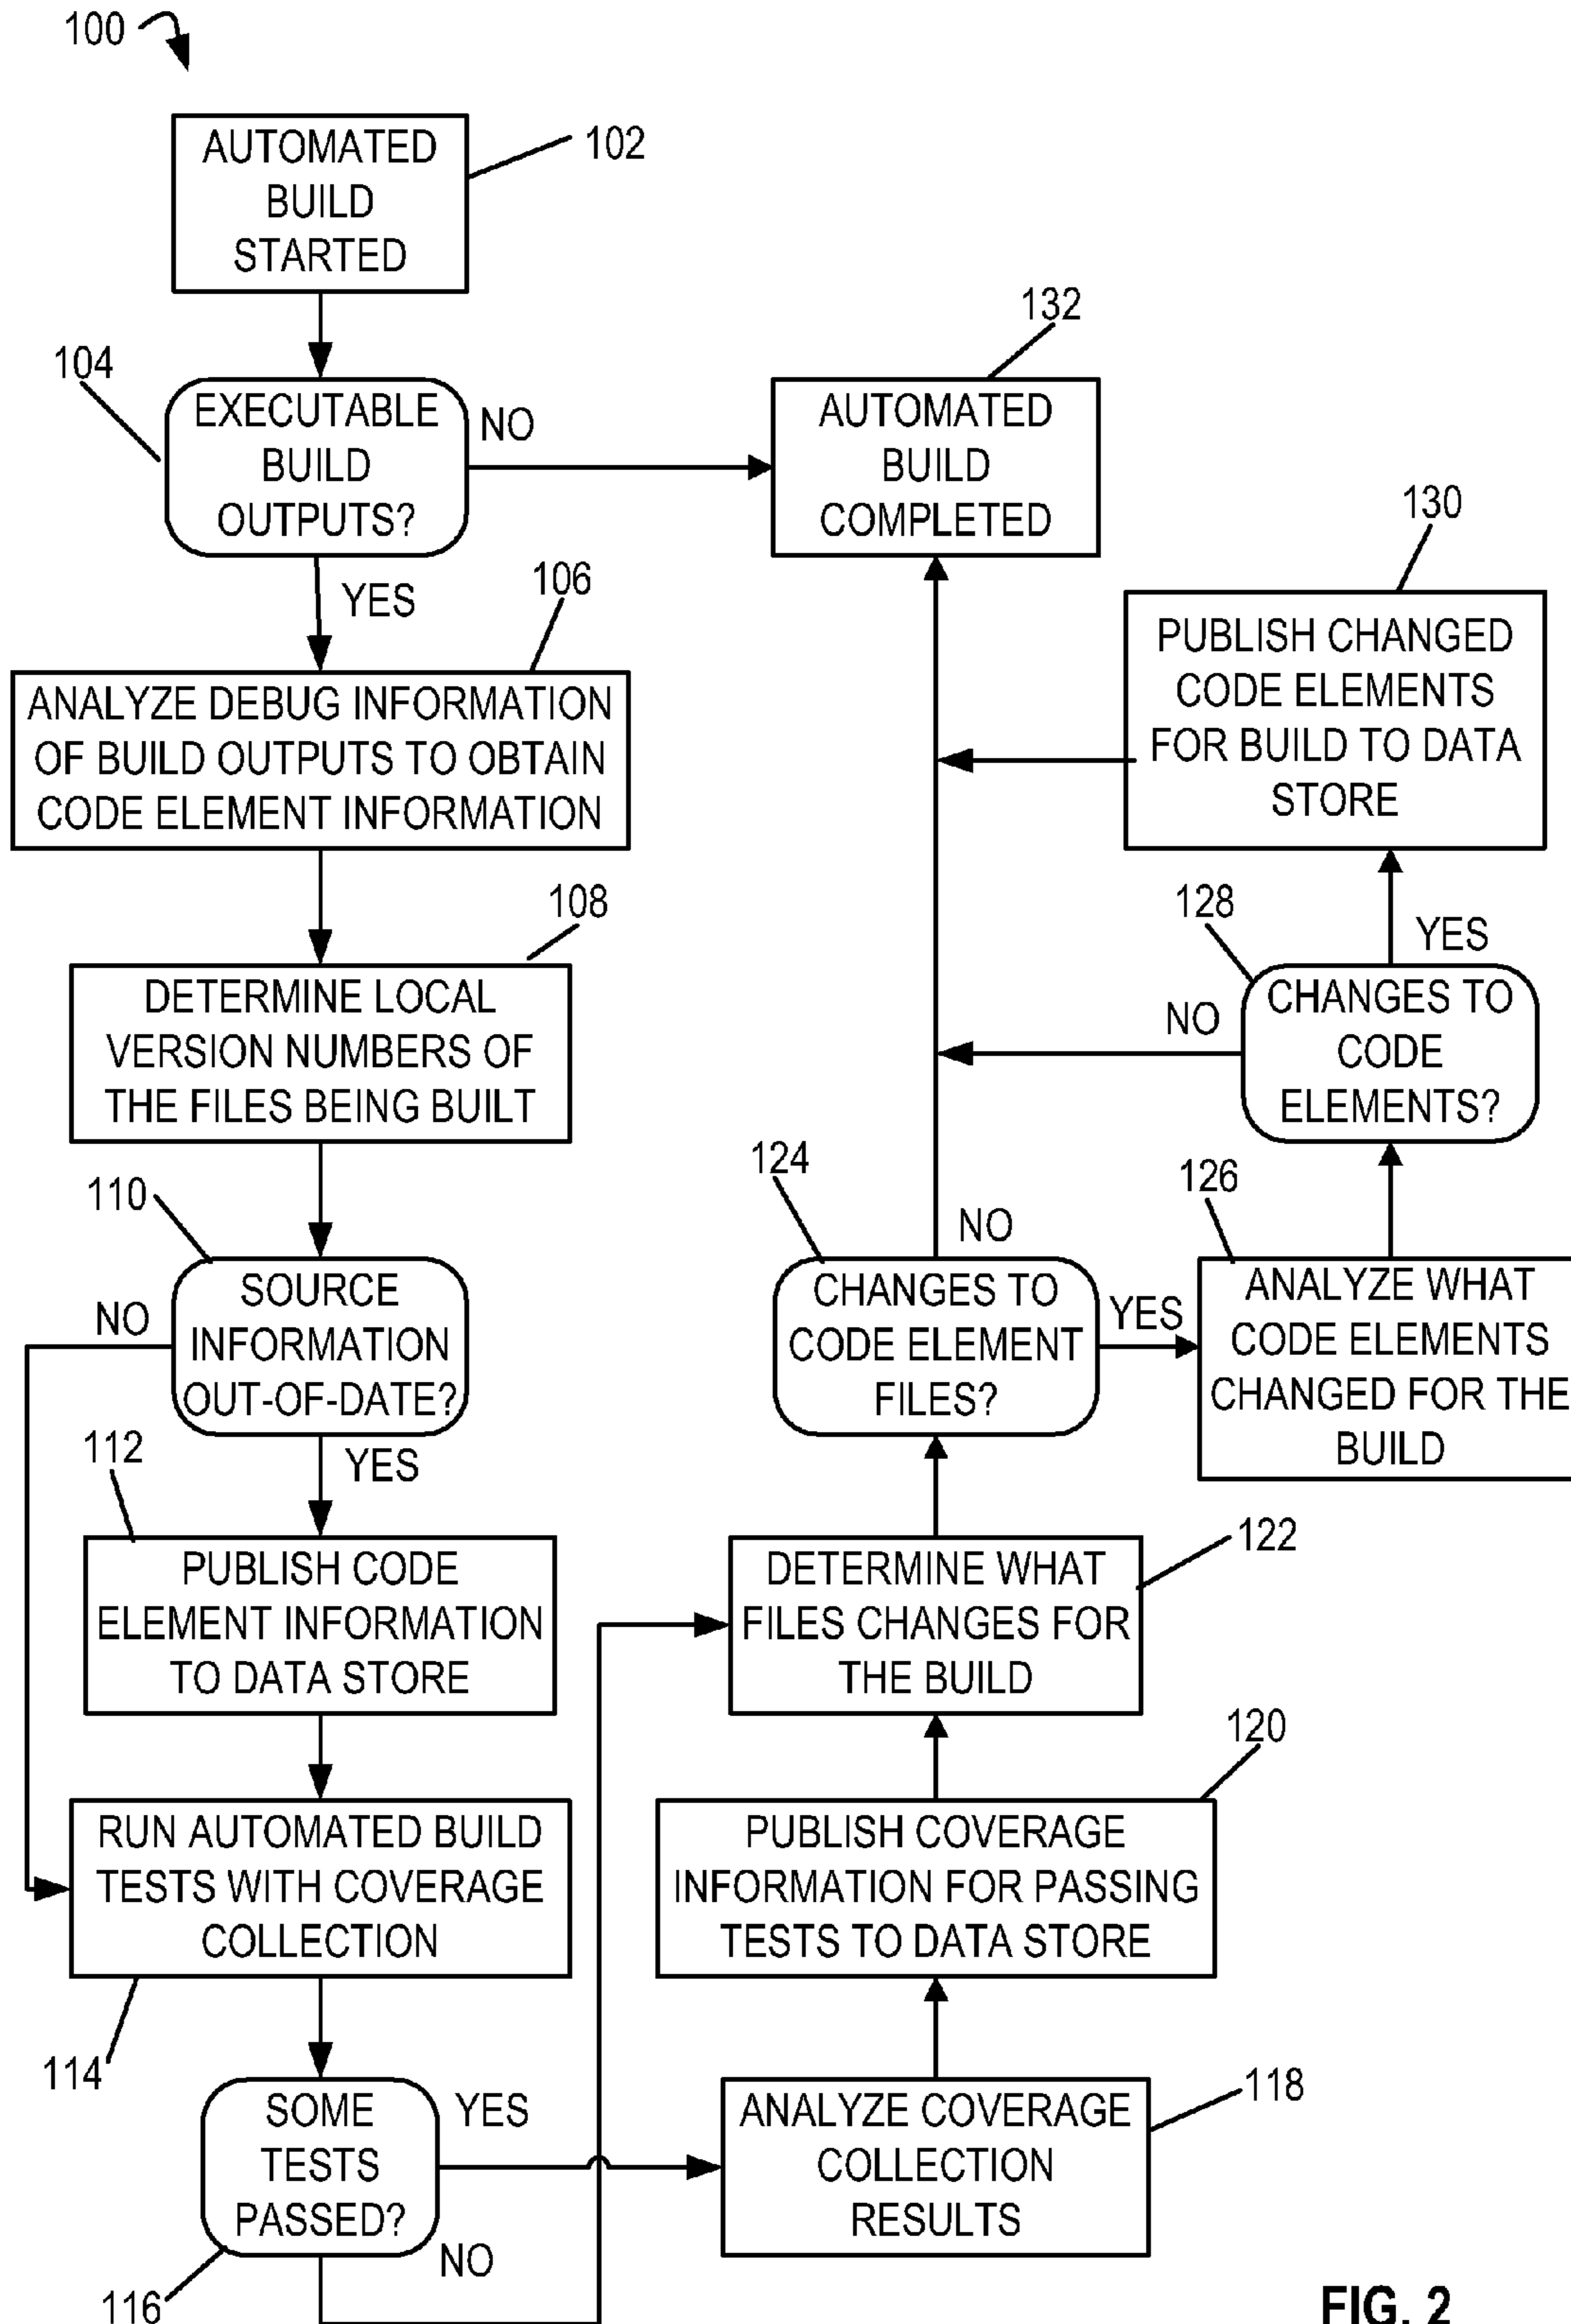 100
AUTOMATED
BUILD
STARTED
102
104
EXECUTABLE
BUILD
OUTPUTS?
NO
YES
132
AUTOMATED
BUILD
COMPLETED
106
ANALYZE DEBUG INFORMATION
OF BUILD OUTPUTS TO OBTAIN
CODE ELEMENT INFORMATION
108
DETERMINE LOCAL
VERSION NUMBERS OF
THE FILES BEING BUILT
110
SOURCE
INFORMATION
OUT-OF-DATE?
NO
YES
112
PUBLISH CODE
ELEMENT INFORMATION
TO DATA STORE
RUN AUTOMATED BUILD
TESTS WITH COVERAGE
COLLECTION
114
SOME
TESTS
PASSED?
YES
NO
116
ANALYZE COVERAGE
COLLECTION
RESULTS
118
PUBLISH COVERAGE
INFORMATION FOR PASSING
TESTS TO DATA STORE
120
DETERMINE WHAT
FILES CHANGES FOR
THE BUILD
122
124
CHANGES TO
CODE ELEMENT
FILES?
NO
YES
126
ANALYZE WHAT
CODE ELEMENTS
CHANGED FOR THE
BUILD
128
CHANGES TO
CODE
ELEMENTS?
NO
YES
130
PUBLISH CHANGED
CODE ELEMENTS
FOR BUILD TO DATA
STORE
FIG. 2